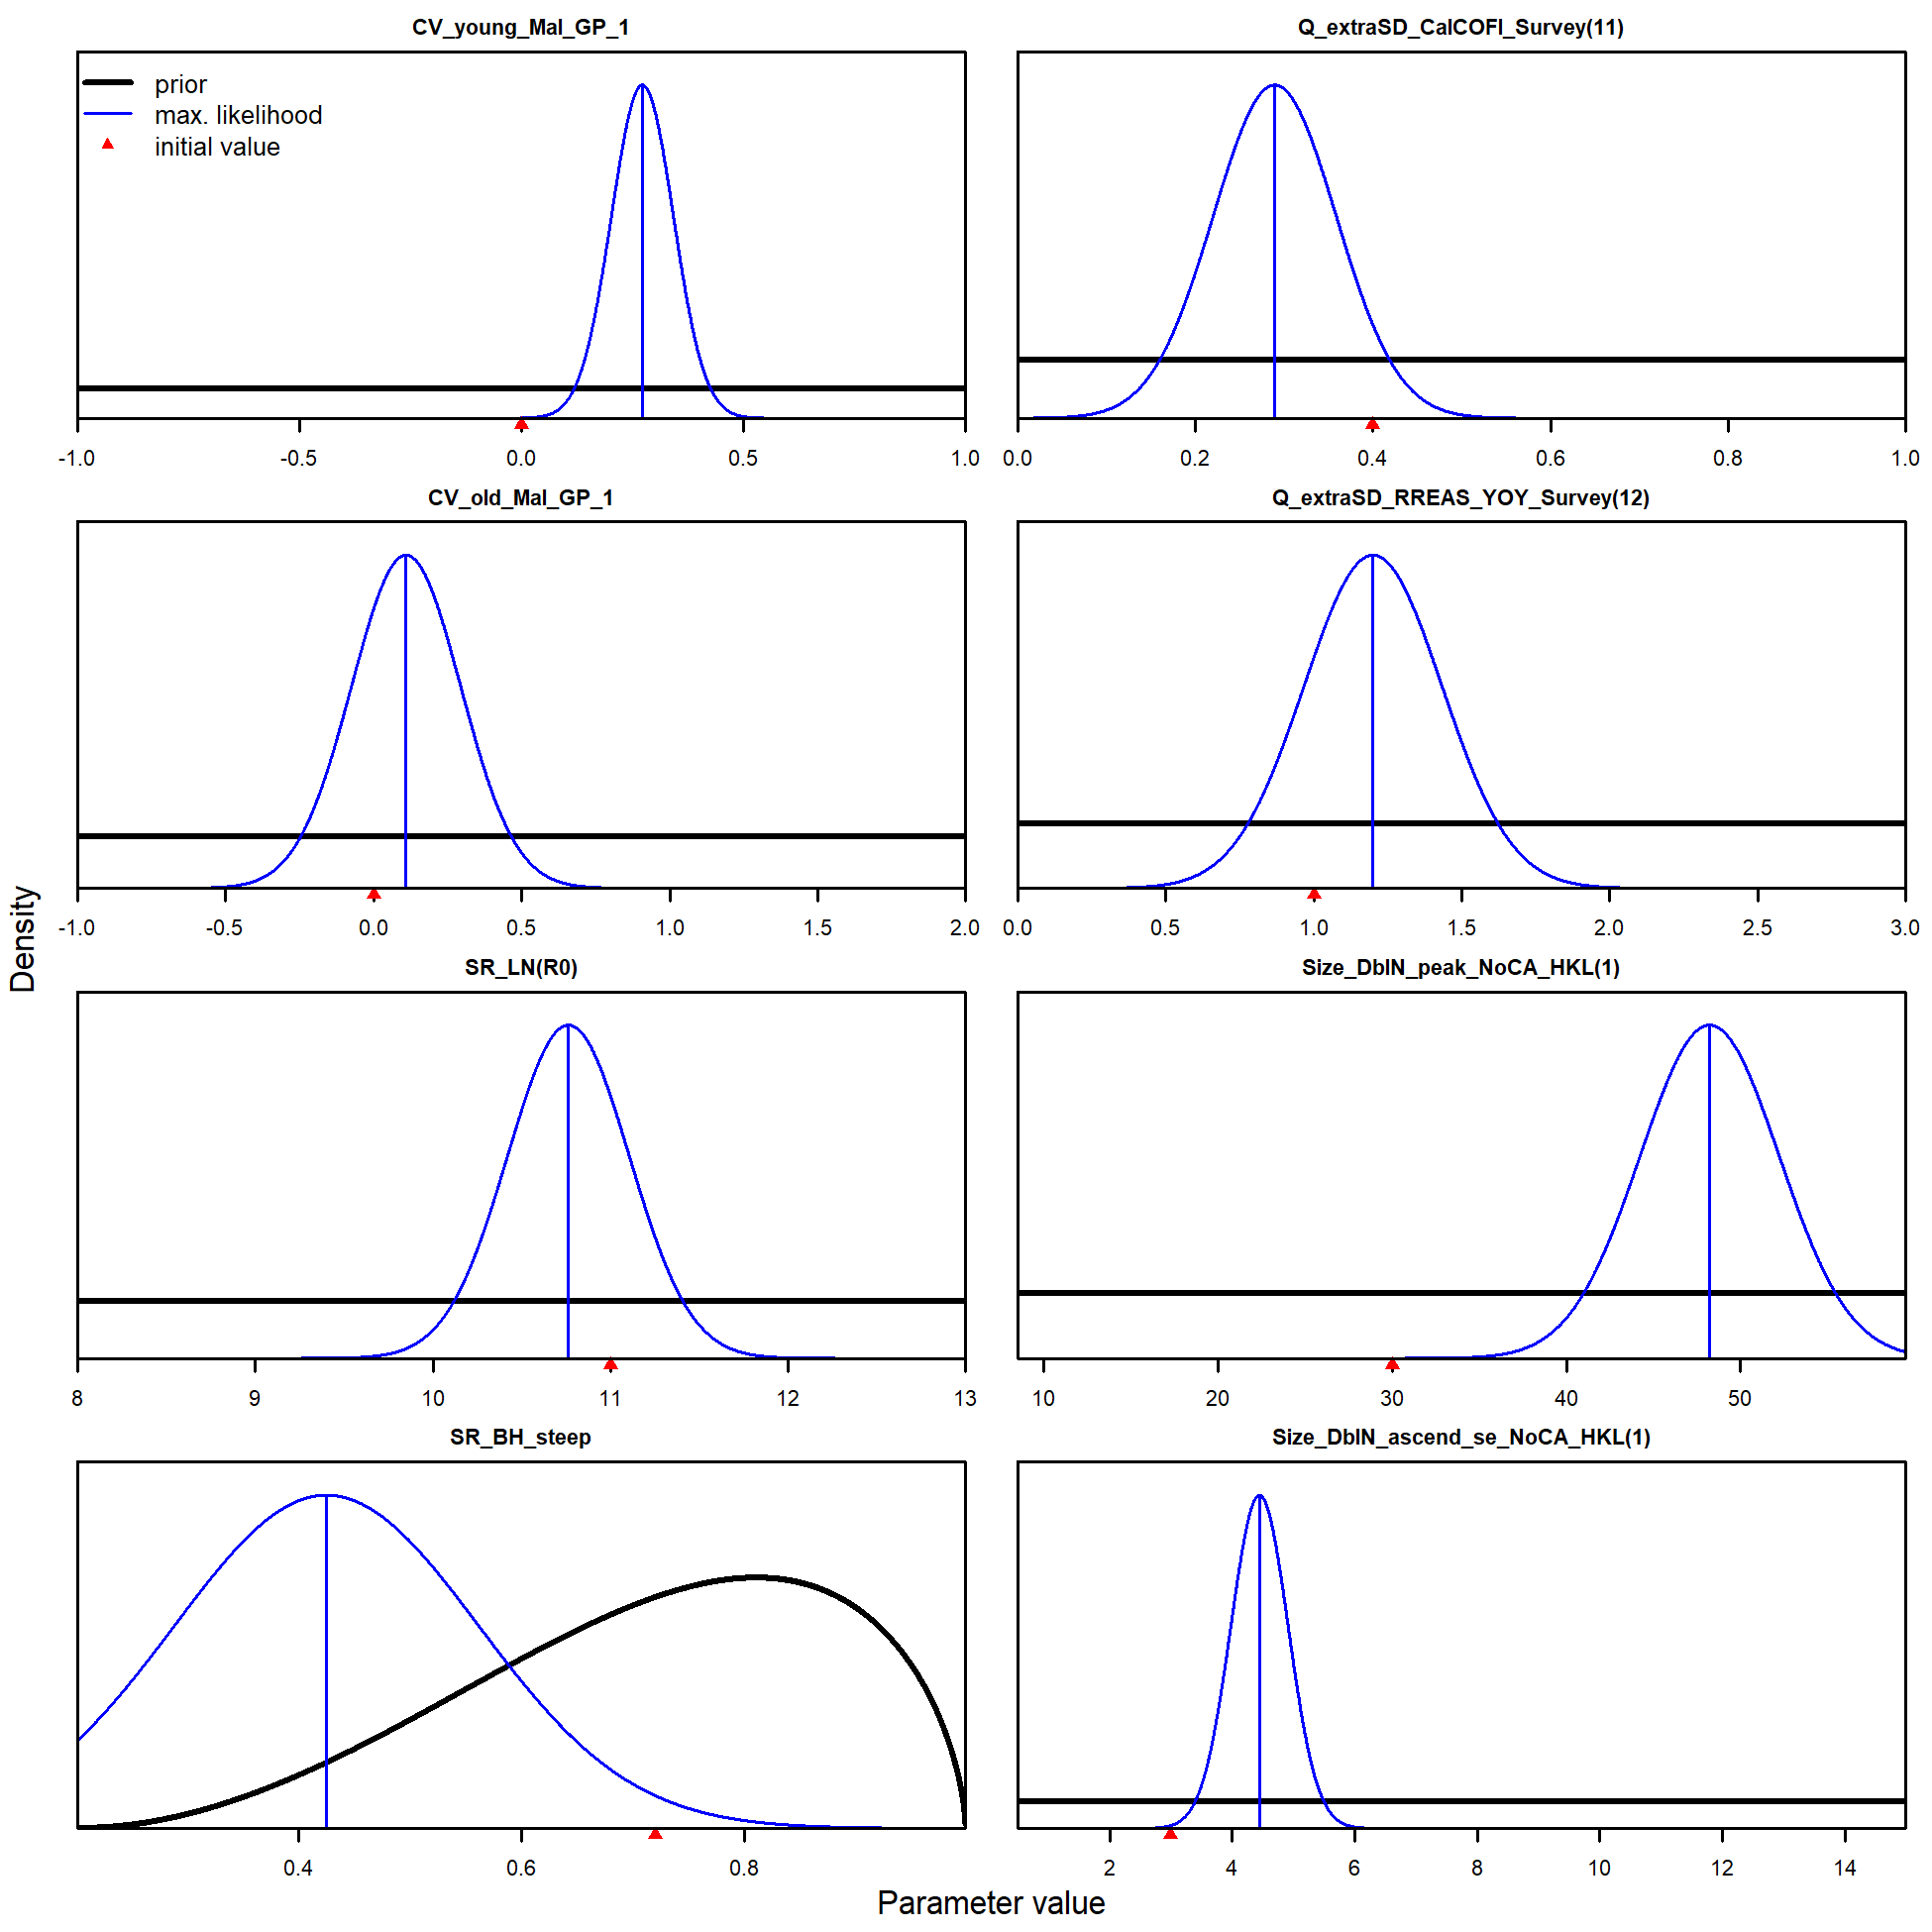 CV_young_Mal_GP_1
prior
max. likelihood
initial value
-1.0 -0.5 0.0 0.5 1.0
Q_extraSD_CalCOFI_Survey(11)
0.0 0.2 0.4 0.6 0.8 1.0
CV_old_Mal_GP_1
-1.0 -0.5 0.0 0.5 1.0 1.5 2.0
Q_extraSD_RREAS_YOY_Survey(12)
0.0 0.5 1.0 1.5 2.0 2.5 3.0
SR_LN(R0)
8 9 10 11 12 13
Size_DblN_peak_NoCA_HKL(1)
10 20 30 40 50
SR_BH_steep
0.4 0.6 0.8
Size_DblN_ascend_se_NoCA_HKL(1)
2 4 6 8 10 12 14
Density
Parameter value